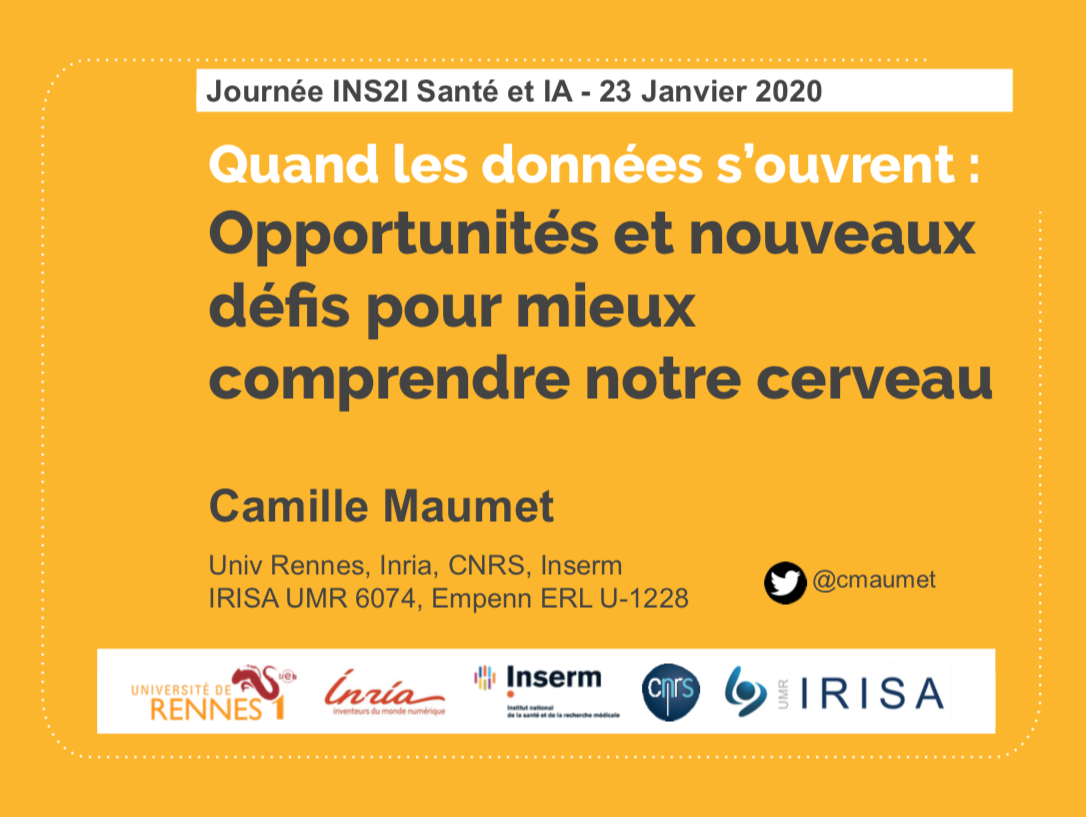 Journée INS2I Santé et IA - 23 Janvier 2020
Quand les données s’ouvrent :
Opportunités et nouveaux
défis pour mieux
comprendre notre cerveau
Camille Maumet
Univ Rennes, Inria, CNRS, Inserm
IRISA UMR 6074, Empenn ERL U-1228
@cmaumet
UNIVERSITÉ DE
RENNES 1
ueb
Inria
inventeurs du monde numérique
Inserm
Institut national
de la santé et de la recherche médicale
cnrs
UMR
IRISA